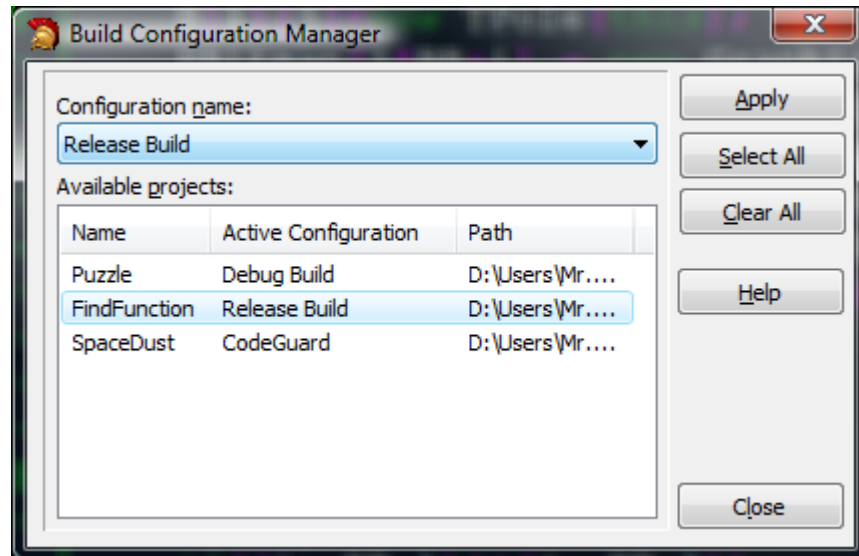 Build Configuration Manager
Configuration name:
Release Build
Available projects:
Name Active Configuration Path
Puzzle Debug Build D:\Users\Mr....
FindFunction Release Build D:\Users\Mr....
SpaceDust CodeGuard D:\Users\Mr....
Apply
Select All
Clear All
Help
Close